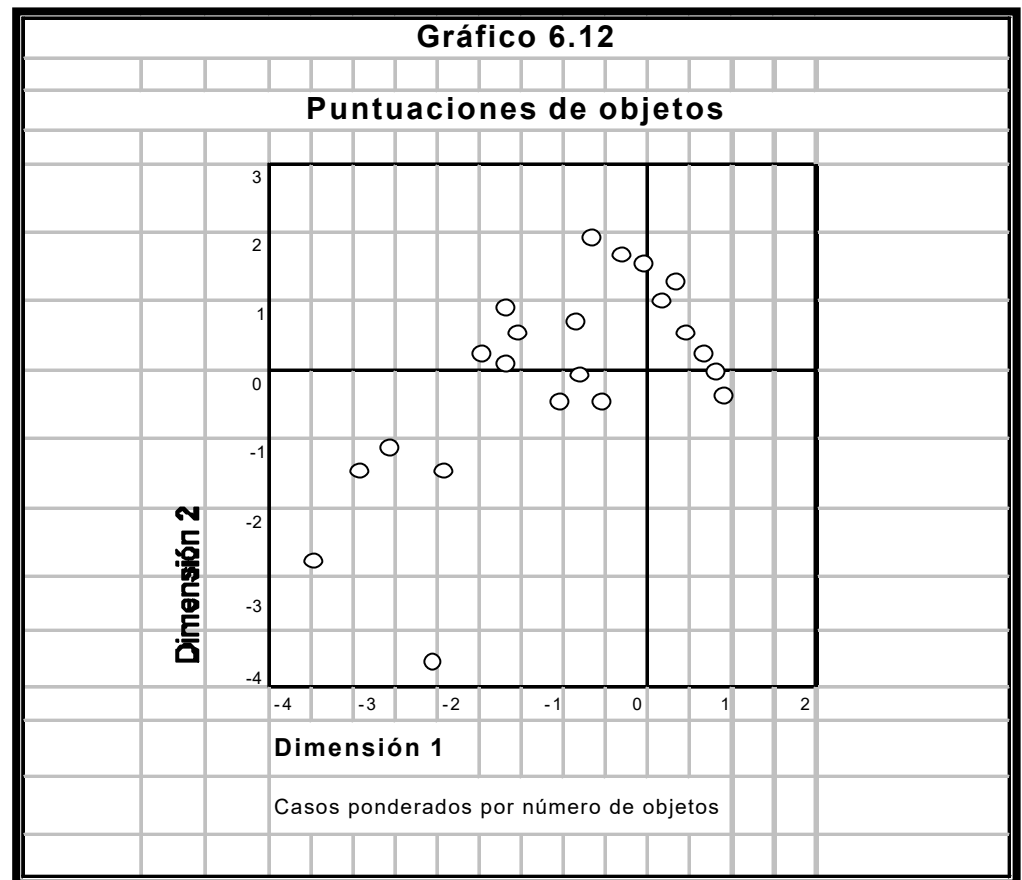 Gráfico 6.12
Puntuaciones de objetos
3
2
1
0
-1
-2
-3
-4
Dimensión 2
-4 -3 -2 -1 0 1 2
Dimensión 1
Casos ponderados por número de objetos